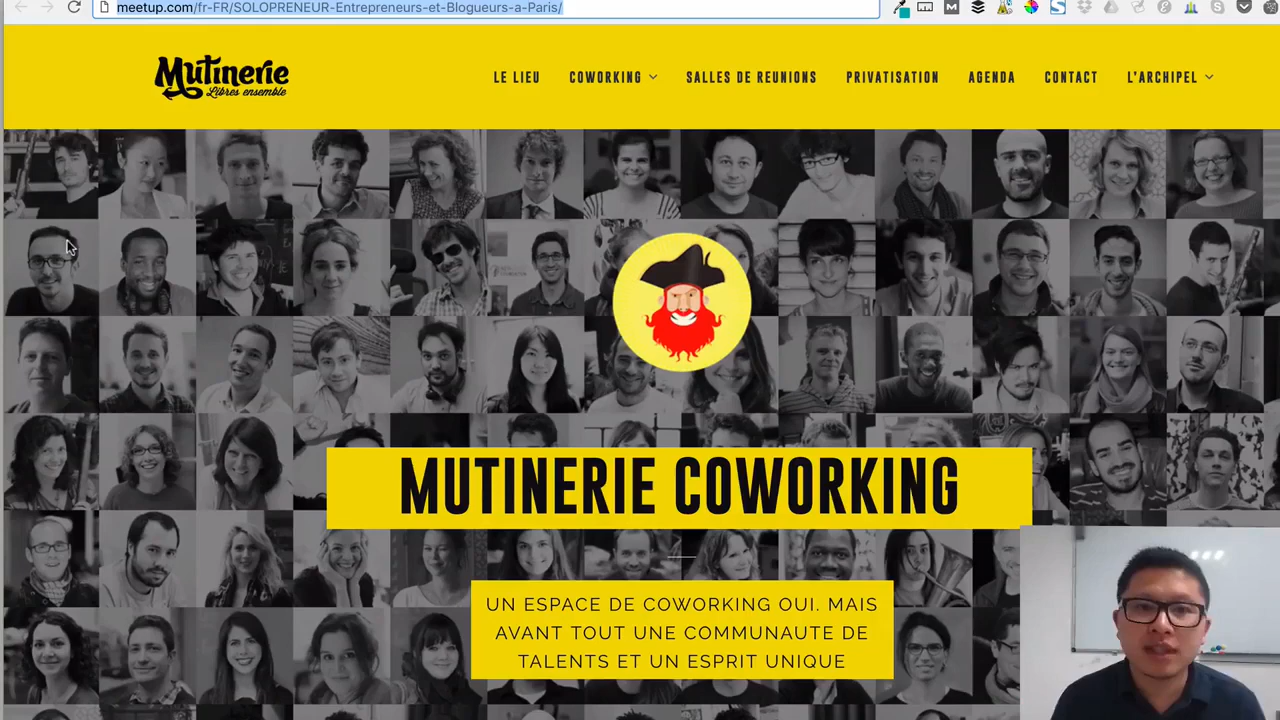 meetup.com/fr-FR/SOLOPRENEUR-Entrepreneurs-et-Blogueurs-a-Paris/
Mutinerie
Libres ensemble
LE LIEU COWORKING SALLES DE REUNIONS PRIVATISATION AGENDA CONTACT L'ARCHIPEL
MUTINERIE COWORKING
UN ESPACE DE COWORKING OUI. MAIS
AVANT TOUT UNE COMMUNAUTE DE
TALENTS ET UN ESPRIT UNIQUE